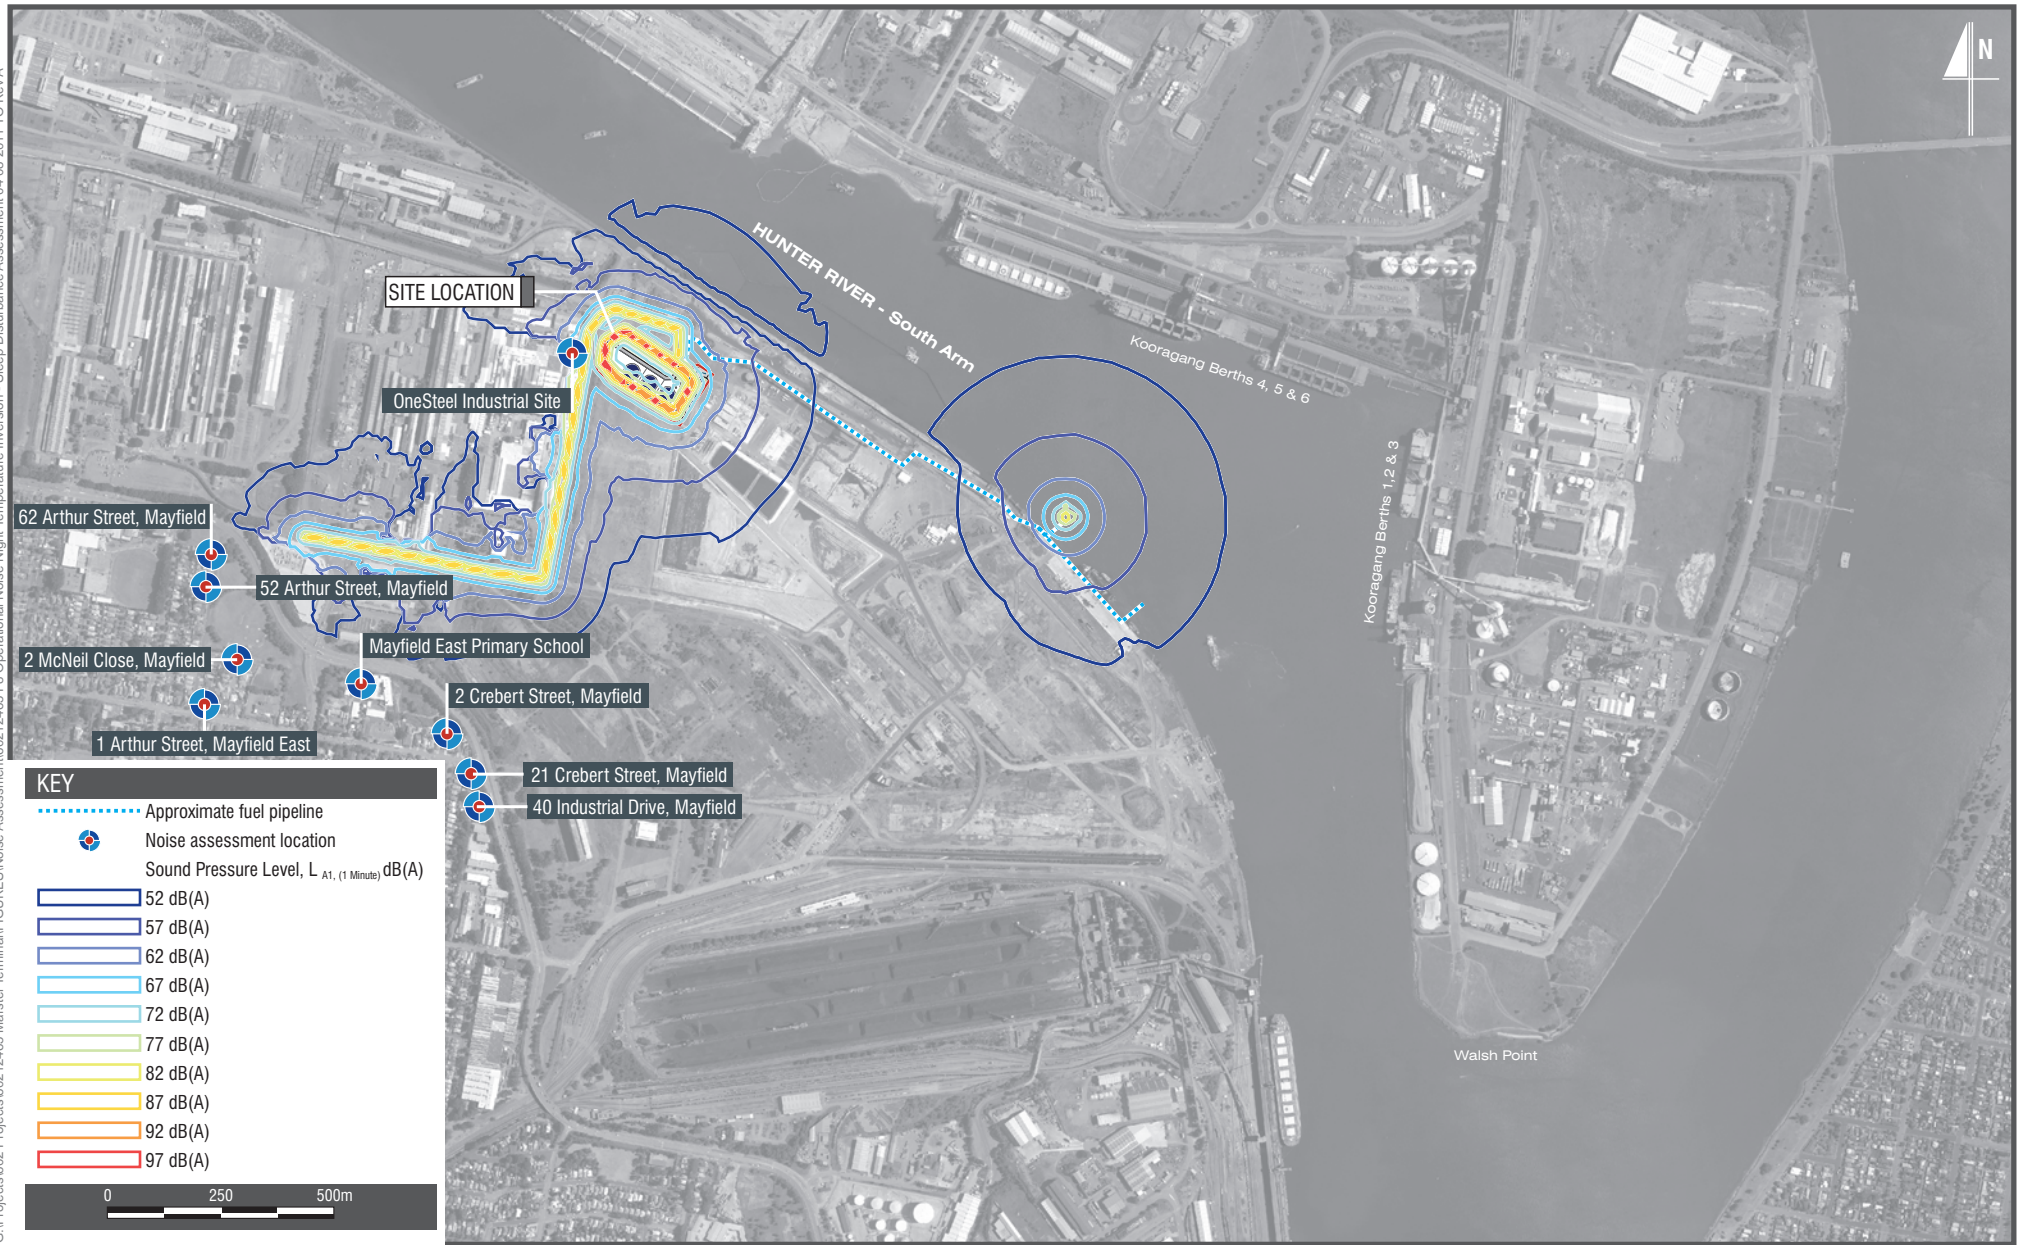 N
HUNTER RIVER - South Arm
SITE LOCATION
Kooragang Berths 4, 5 & 6
OneSteel Industrial Site
Kooragang Berths 1,2 & 3
62 Arthur Street, Mayfield
52 Arthur Street, Mayfield
Mayfield East Primary School
2 McNeil Close, Mayfield
2 Crebert Street, Mayfield
1 Arthur Street, Mayfield East
21 Crebert Street, Mayfield
40 Industrial Drive, Mayfield
Walsh Point
KEY
Approximate fuel pipeline
Noise assessment location
Sound Pressure Level, L A1, (1 Minute) dB(A)
52 dB(A)
57 dB(A)
62 dB(A)
67 dB(A)
72 dB(A)
77 dB(A)
82 dB(A)
87 dB(A)
92 dB(A)
97 dB(A)
0 250 500m